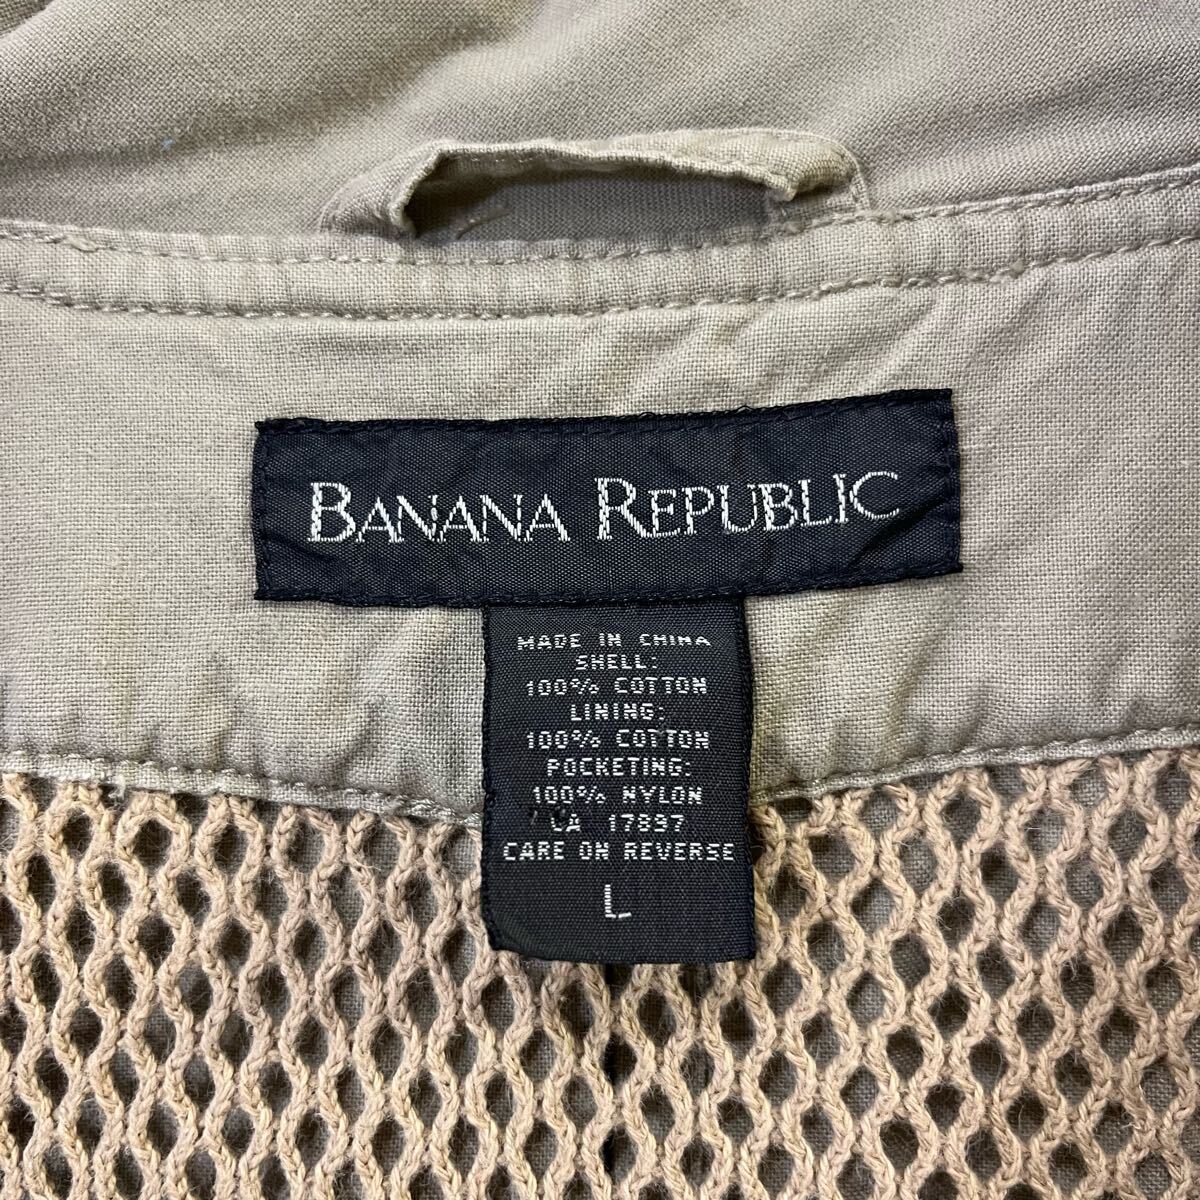 BANANA REPUBLIC
MADE IN CHINA
SHELL:
100% COTTON
LINING:
100% COTTON
POCKETING:
100% NYLON
CA 17897
CARE ON REVERSE
L